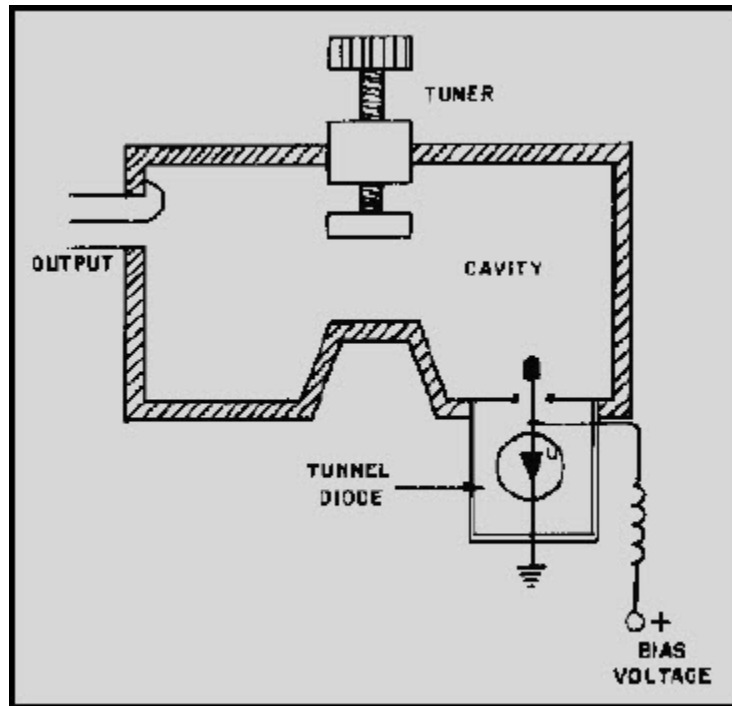 TUNER
OUTPUT
CAVITY
TUNNEL
DIODE
+
BIAS
VOLTAGE